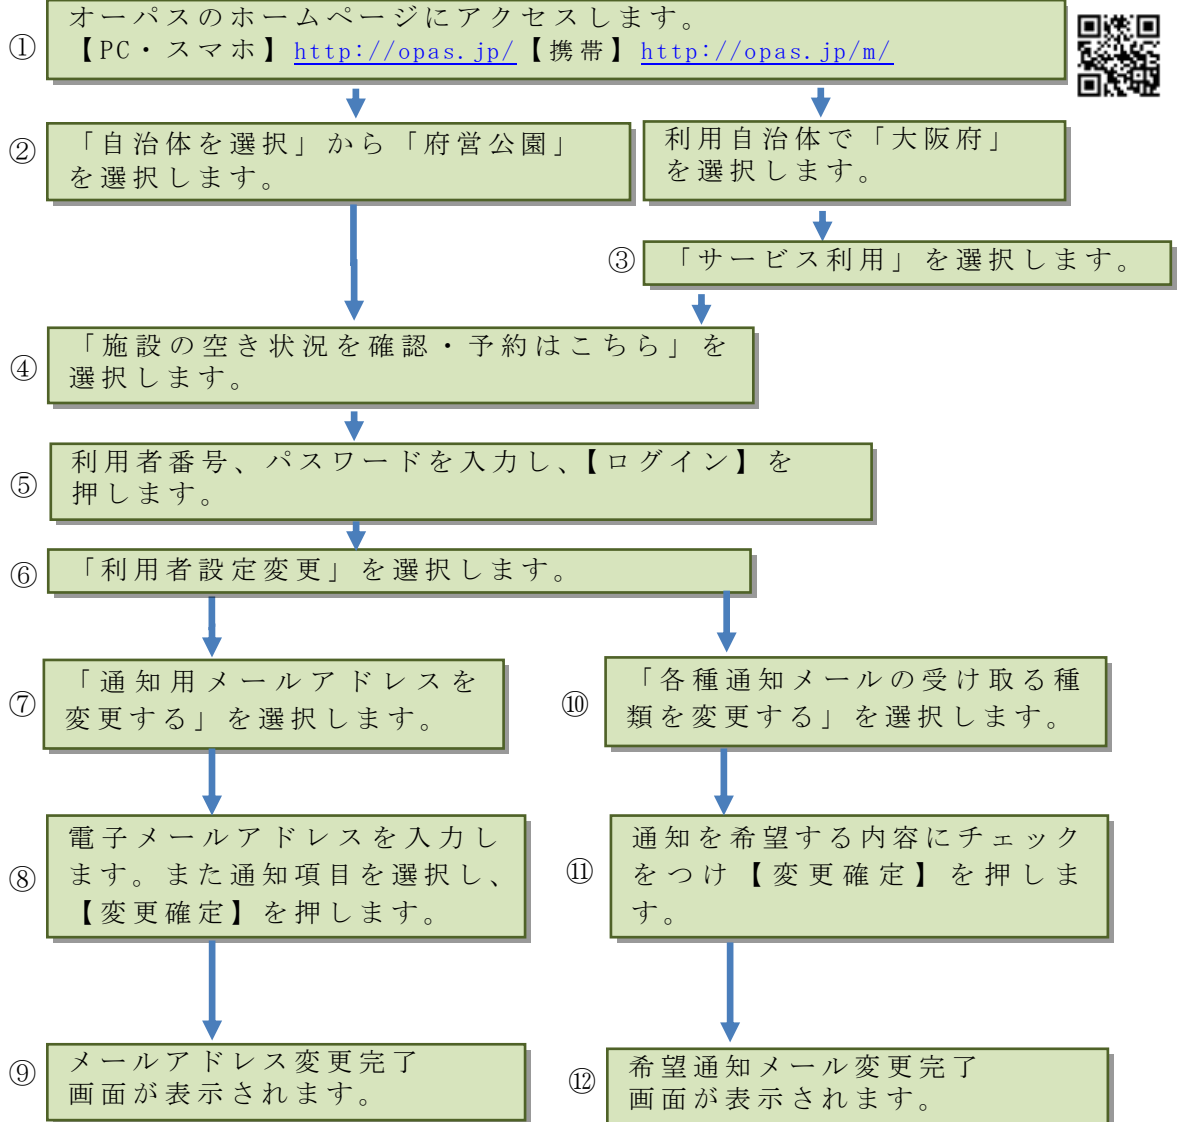 オーパスのホームページにアクセスします。
① 【PC・スマホ】http://opas.jp/【携帯】http://opas.jp/m/
② 「自治体を選択」から「府営公園」
を選択します。
利用自治体で「大阪府」
を選択します。
③ 「サービス利用」を選択します。
④ 「施設の空き状況を確認・予約はこちら」を
選択します。
⑤ 利用者番号、パスワードを入力し、【ログイン】を
押します。
⑥ 「利用者設定変更」を選択します。
⑦ 「通知用メールアドレスを
変更する」を選択します。
⑧ 電子メールアドレスを入力し
ます。また通知項目を選択し、
【変更確定】を押します。
⑨ メールアドレス変更完了
画面が表示されます。
⑩ 「各種通知メールの受け取る種
類を変更する」を選択します。
⑪ 通知を希望する内容にチェック
をつけ【変更確定】を押しま
す。
⑫ 希望通知メール変更完了
画面が表示されます。